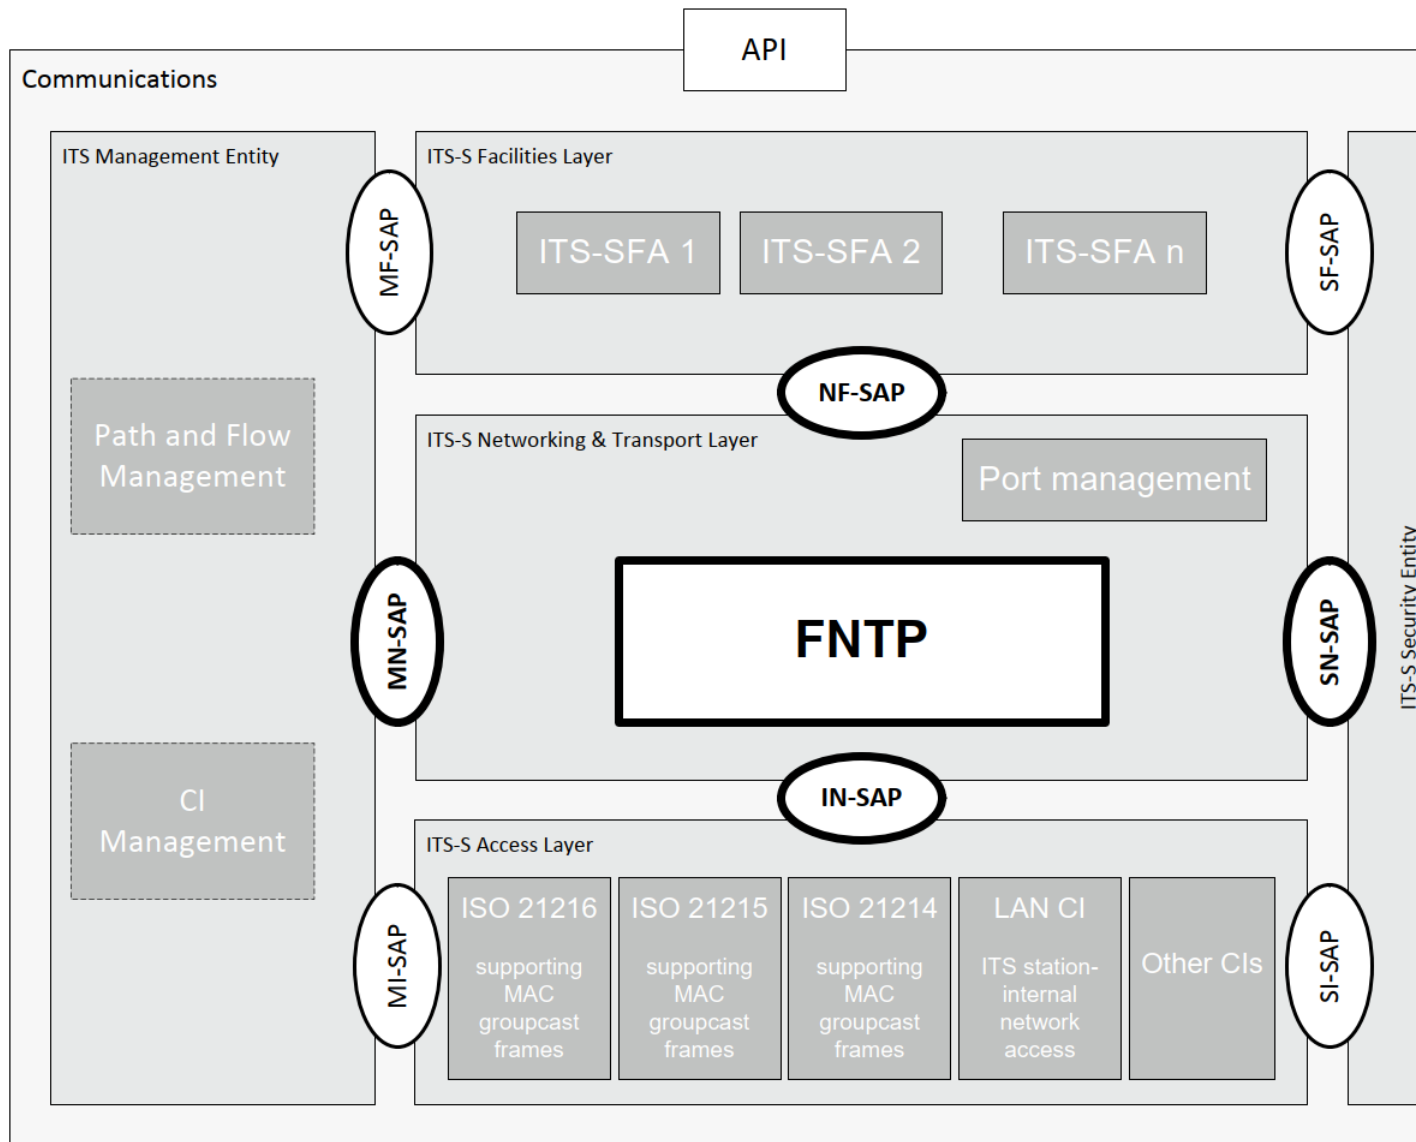 API
Communications
ITS Management Entity
ITS-S Facilities Layer
MF-SAP
ITS-SFA 1
ITS-SFA 2
ITS-SFA n
SF-SAP
NF-SAP
Path and Flow
Management
ITS-S Networking & Transport Layer
Port management
MN-SAP
FNTP
SN-SAP
ITS-S Security Entity
IN-SAP
CI
Management
ITS-S Access Layer
MI-SAP
ISO 21216
supporting
MAC
groupcast
frames
ISO 21215
supporting
MAC
groupcast
frames
ISO 21214
supporting
MAC
groupcast
frames
LAN CI
ITS station-
internal
network
access
Other CIs
SI-SAP